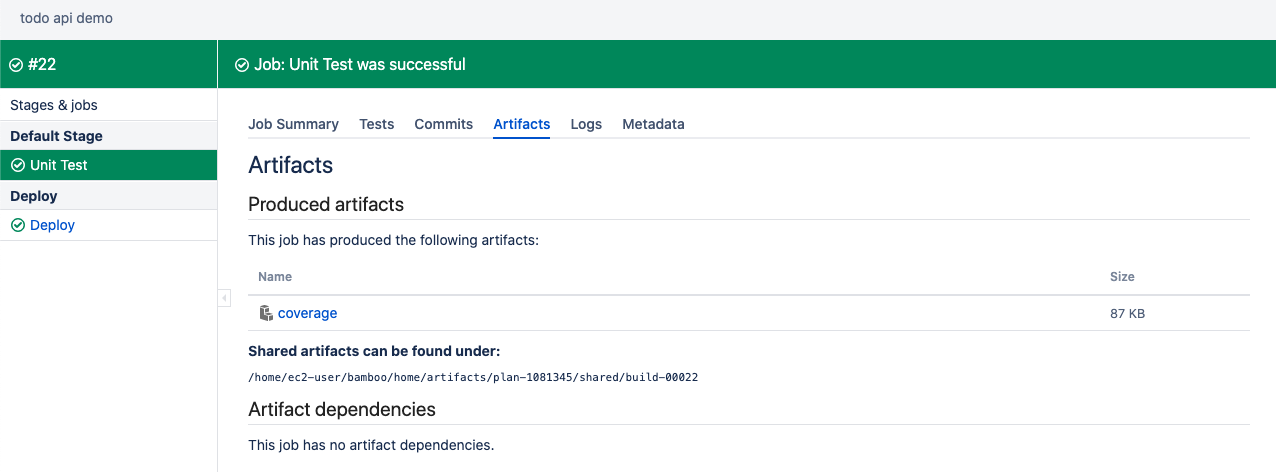 todo api demo
#22
Job: Unit Test was successful
Stages & jobs
Default Stage
Unit Test
Deploy
Deploy
Job Summary Tests Commits Artifacts Logs Metadata
Artifacts
Produced artifacts
This job has produced the following artifacts:
Name Size
coverage 87 KB
Shared artifacts can be found under:
/home/ec2-user/bamboo/home/artifacts/plan-1081345/shared/build-00022
Artifact dependencies
This job has no artifact dependencies.